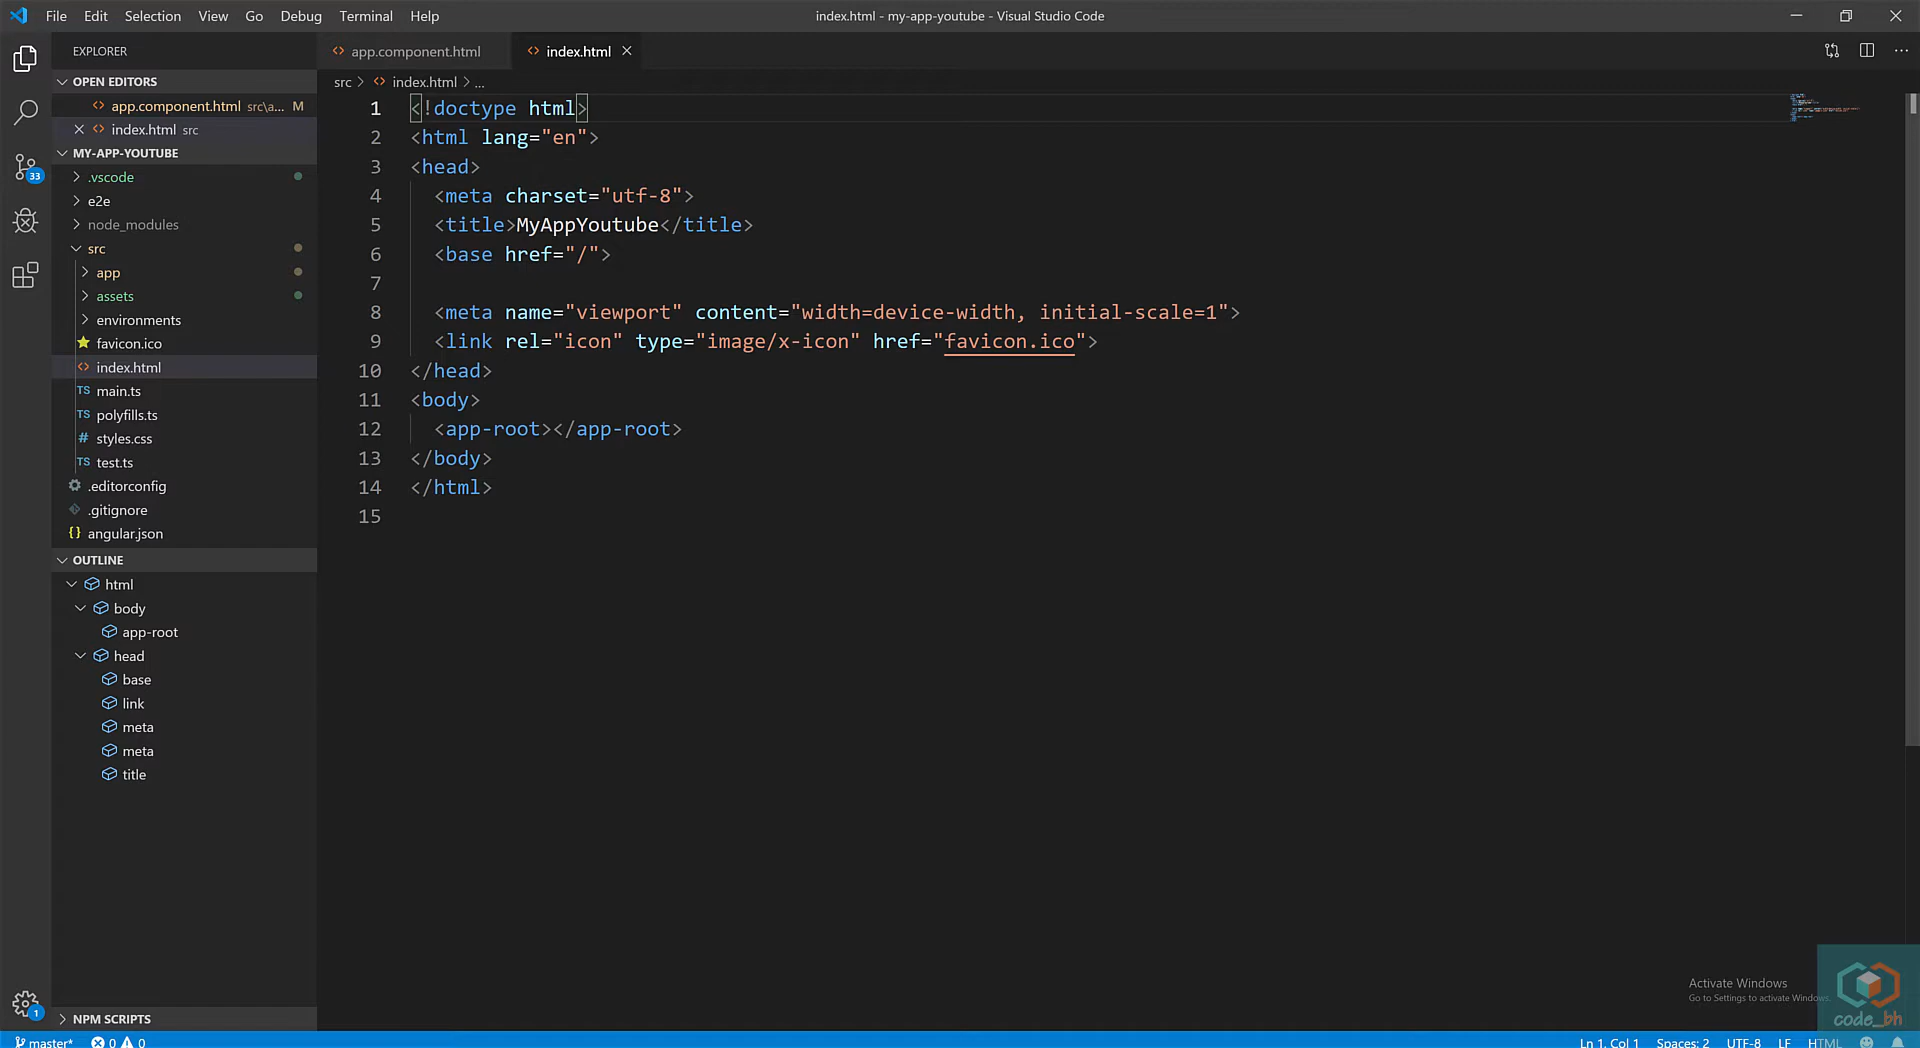 File Edit Selection View Go Debug Terminal Help
index.html - my-app-youtube - Visual Studio Code
EXPLORER
OPEN EDITORS
app.component.html src\a... M
index.html src
MY-APP-YOUTUBE
.vscode
e2e
node_modules
src
app
assets
environments
favicon.ico
index.html
TS main.ts
TS polyfills.ts
# styles.css
TS test.ts
.editorconfig
.gitignore
{} angular.json
OUTLINE
html
body
app-root
head
base
link
meta
meta
title
NPM SCRIPTS
33
1
app.component.html
index.html
src > index.html > ...
1 <!doctype html>
2 <html lang="en">
3 <head>
4 <meta charset="utf-8">
5 <title>MyAppYoutube</title>
6 <base href="/">
7
8 <meta name="viewport" content="width=device-width, initial-scale=1">
9 <link rel="icon" type="image/x-icon" href="favicon.ico">
10 </head>
11 <body>
12 <app-root></app-root>
13 </body>
14 </html>
15
Activate Windows
Go to Settings to activate Windows.
code_bh
master* 0 0
Ln 1, Col 1 Spaces: 2 UTF-8 LF HTML